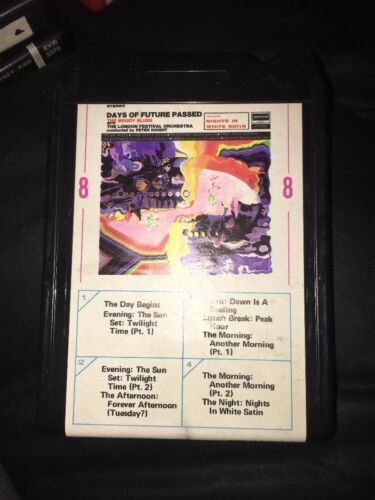 STEREO
DAYS OF FUTURE PASSED
THE MOODY BLUES
THE LONDON FESTIVAL ORCHESTRA
conducted by PETER KNIGHT
NIGHTS IN
WHITE SATIN
8
8
1
The Day Begins
Evening: The Sun
Set: Twilight
Time (Pt. 1)
Down Is A
Feeling
Lunch Break: Peak
Hour
The Morning:
Another Morning
(Pt. 1)
2
Evening: The Sun
Set: Twilight
Time (Pt. 2)
The Afternoon:
Forever Afternoon
(Tuesday?)
4
The Morning:
Another Morning
(Pt. 2)
The Night: Nights
In White Satin